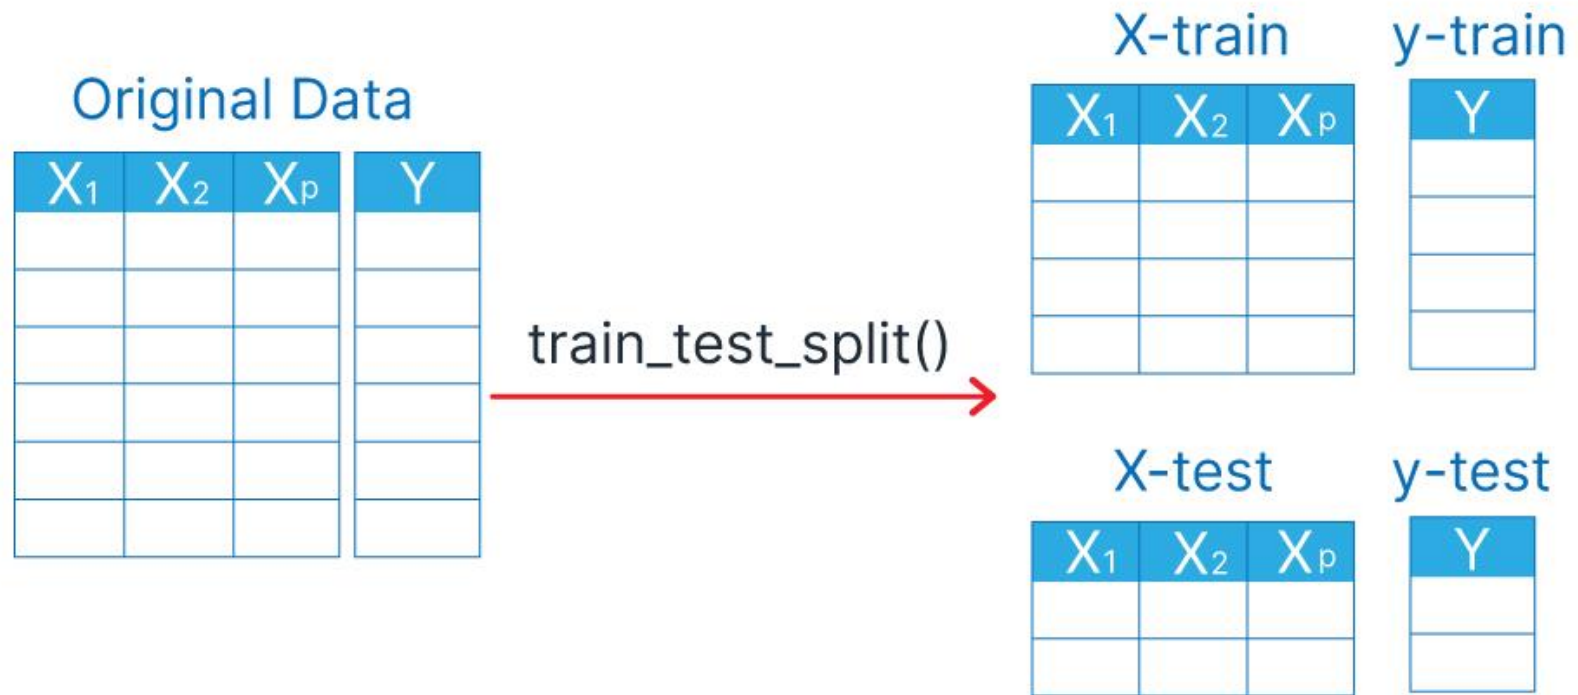 Original Data
X₁ X₂ Xp Y
train_test_split()
X-train y-train
X₁ X₂ Xp Y
X-test y-test
X₁ X₂ Xp Y